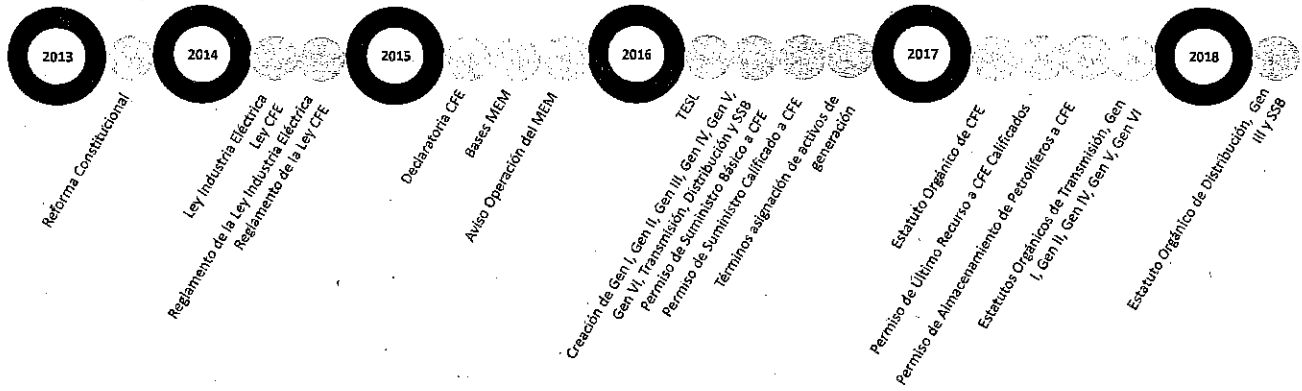 2013
Reforma Constitucional
2014
Ley Industria Eléctrica
Ley CFE
Reglamento de la Ley Industria Eléctrica
Reglamento de la Ley CFE
2015
Declaratoria CFE
Bases MEM
Aviso Operación del MEM
2016
TESL
Creación de Gen I, Gen II, Gen III, Gen IV, Gen V,
Gen VI, Transmisión, Distribución y SSB
Permiso de Suministro Básico a CFE
Permiso de Suministro Calificado a CFE
Términos asignación de activos de
generación
2017
Estatuto Orgánico de CFE
Permiso de Último Recurso a CFE Calificados
Permiso de Almacenamiento de Petrolíferos a CFE
Estatutos Orgánicos de Transmisión, Gen
I, Gen II, Gen IV, Gen V, Gen VI
2018
Estatuto Orgánico de Distribución, Gen
III y SSB